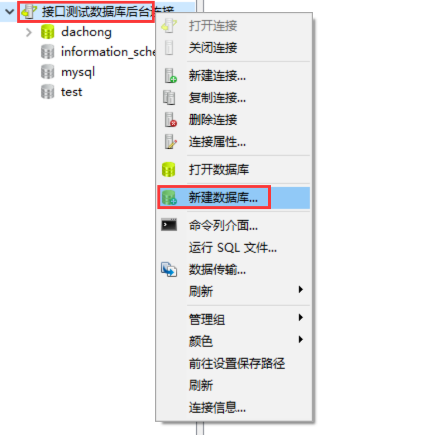 接口测试数据库后台连接
dachong
information_sche
mysql
test
打开连接
关闭连接
新建连接...
复制连接...
删除连接
连接属性...
打开数据库
新建数据库...
命令列介面...
运行 SQL 文件...
数据传输...
刷新
管理组
颜色
前往设置保存路径
刷新
连接信息...